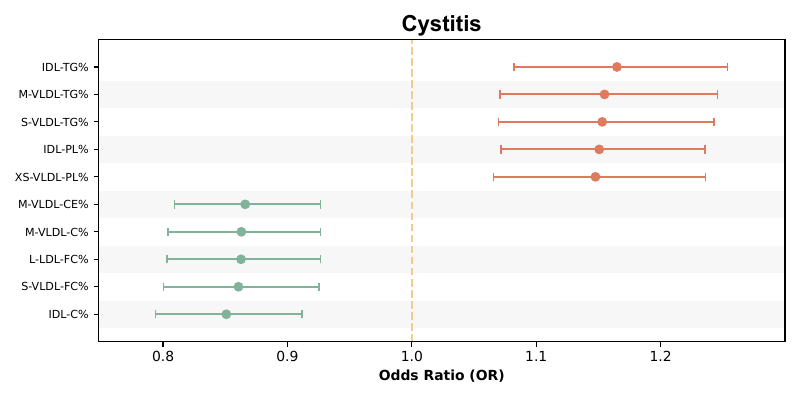 Cystitis
IDL-TG%
M-VLDL-TG%
S-VLDL-TG%
IDL-PL%
XS-VLDL-PL%
M-VLDL-CE%
M-VLDL-C%
L-LDL-FC%
S-VLDL-FC%
IDL-C%
0.8 0.9 1.0 1.1 1.2
Odds Ratio (OR)